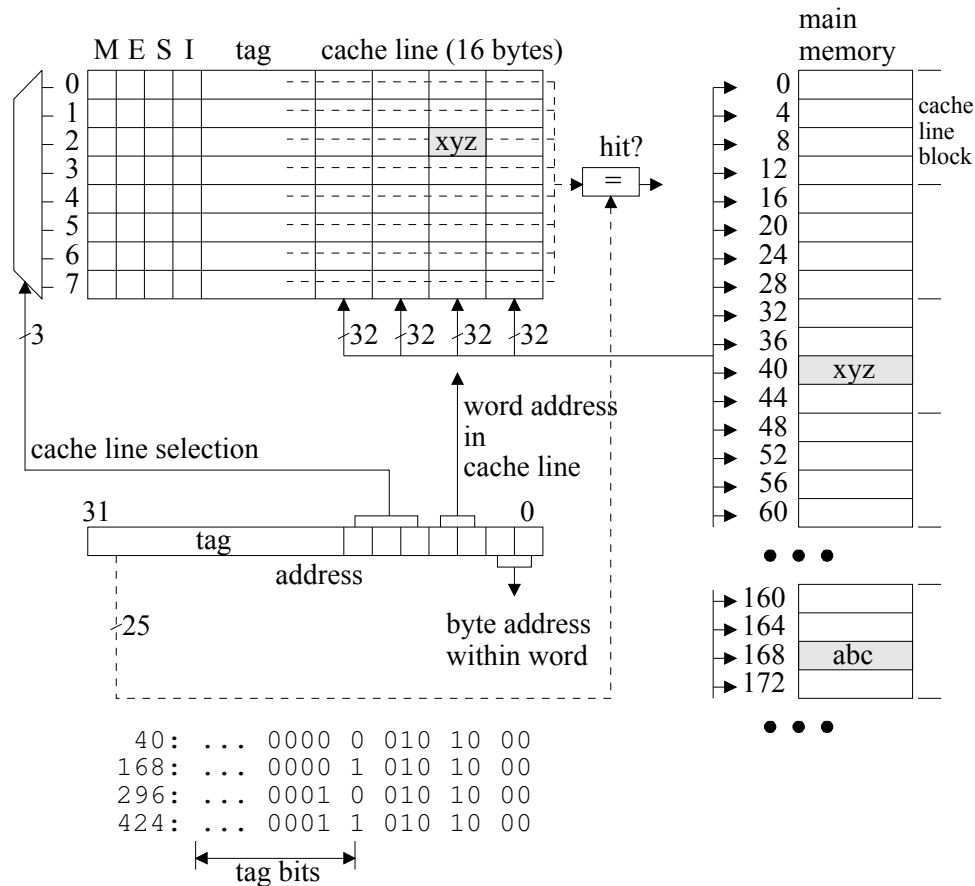 M E S I tag cache line (16 bytes)
0
1
2
3
4
5
6
7
xyz
hit?
=
3
32 32 32 32
main
memory
0
4
8
12
16
20
24
28
32
36
40 xyz
44
48
52
56
60
cache
line
block
• • •
160
164
168 abc
172
• • •
word address
in
cache line
cache line selection
31 0
tag
address
25
byte address
within word
40: ... 0000 0 010 10 00
168: ... 0000 1 010 10 00
296: ... 0001 0 010 10 00
424: ... 0001 1 010 10 00
tag bits